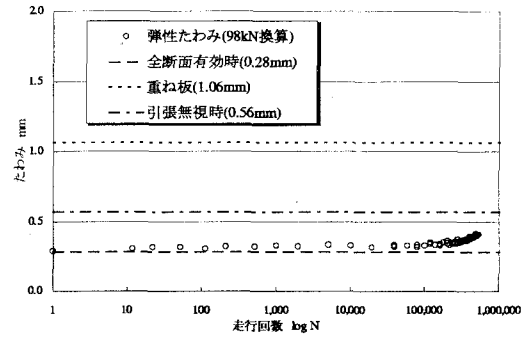 2.0
1.5
1.0
0.5
0.0
たわみ mm
弾性たわみ(98kN換算)
全断面有効時(0.28mm)
重ね板(1.06mm)
引張無視時(0.56mm)
1 10 100 1,000 10,000 100,000 1,000,000
走行回数 log N